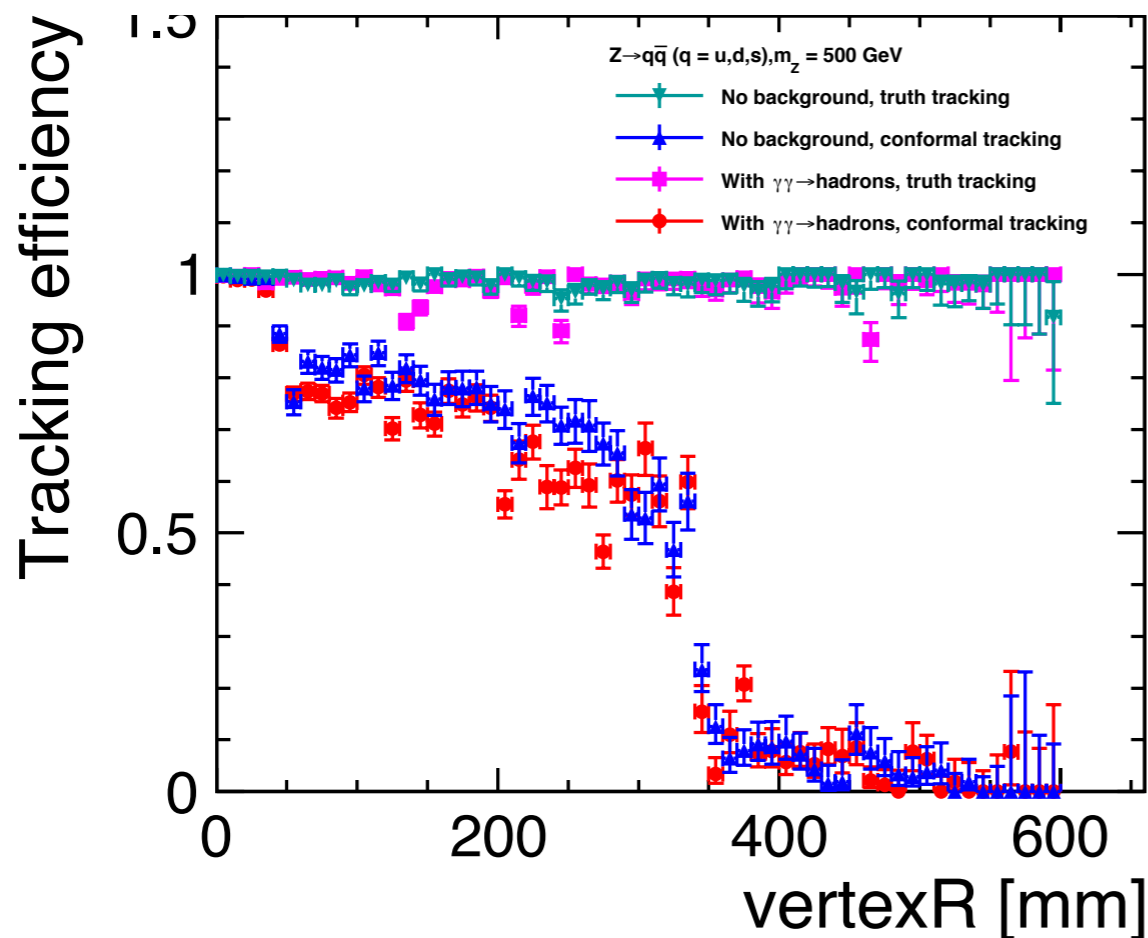 Tracking efficiency
1.5
1
0.5
0
Z→qq̅ (q = u,d,s),m_Z = 500 GeV
No background, truth tracking
No background, conformal tracking
With γγ→hadrons, truth tracking
With γγ→hadrons, conformal tracking
0 200 400 600
vertexR [mm]